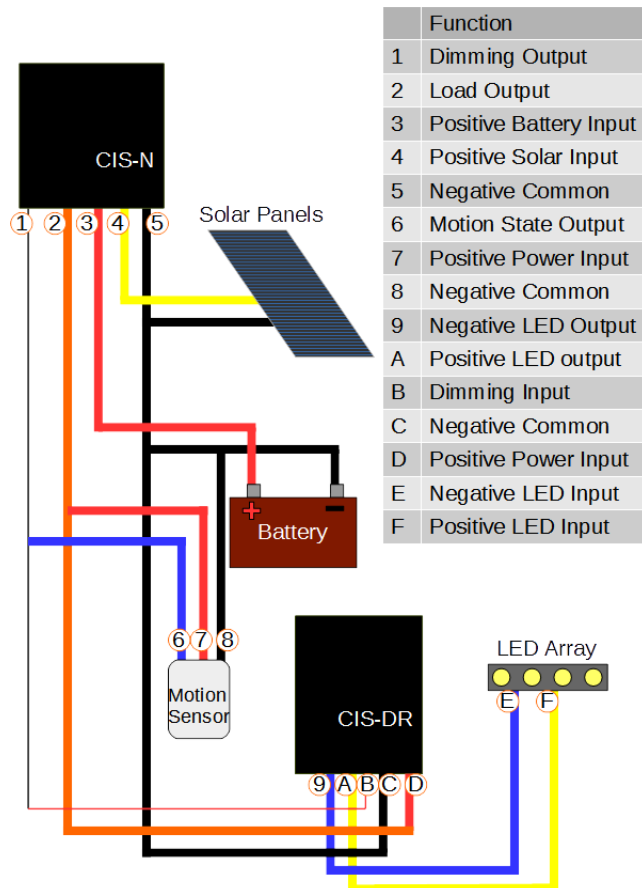 Function
1 Dimming Output
2 Load Output
3 Positive Battery Input
4 Positive Solar Input
5 Negative Common
6 Motion State Output
7 Positive Power Input
8 Negative Common
9 Negative LED Output
A Positive LED output
B Dimming Input
C Negative Common
D Positive Power Input
E Negative LED Input
F Positive LED Input
CIS-N
1 2 3 4 5
Solar Panels
+ -
Battery
6 7 8
Motion
Sensor
CIS-DR
9 A B C D
LED Array
E F